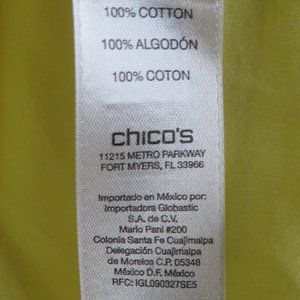 100% COTTON
100% ALGODÓN
100% COTON
chico's
11215 METRO PARKWAY
FORT MYERS, FL 33966
Importado en México por:
Importadora Globastic
S.A. de C.V.
Mario Pani #200
Colonia Santa Fe Cuajimalpa
Delegación Cuajimalpa
de Morelos C.P. 05348
México D.F. México
RFC: IGL090327SE5